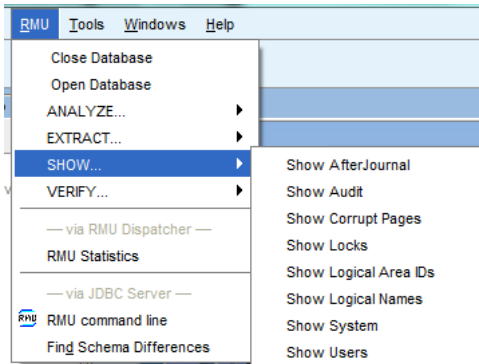 RMU Tools Windows Help
Close Database
Open Database
ANALYZE...
EXTRACT...
SHOW...
VERIFY...
— via RMU Dispatcher —
RMU Statistics
— via JDBC Server —
RMU RMU command line
Find Schema Differences
Show AfterJournal
Show Audit
Show Corrupt Pages
Show Locks
Show Logical Area IDs
Show Logical Names
Show System
Show Users